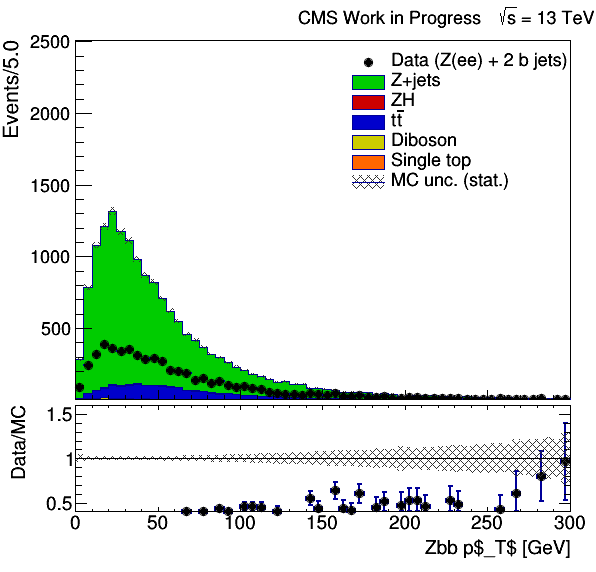 CMS Work in Progress √s = 13 TeV
Events/5.0
2500
2000
1500
1000
500
Data (Z(ee) + 2 b jets)
Z+jets
ZH
tt̄
Diboson
Single top
MC unc. (stat.)
Data/MC
1.5
1
0.5
0 50 100 150 200 250 300
Zbb p$_T$ [GeV]